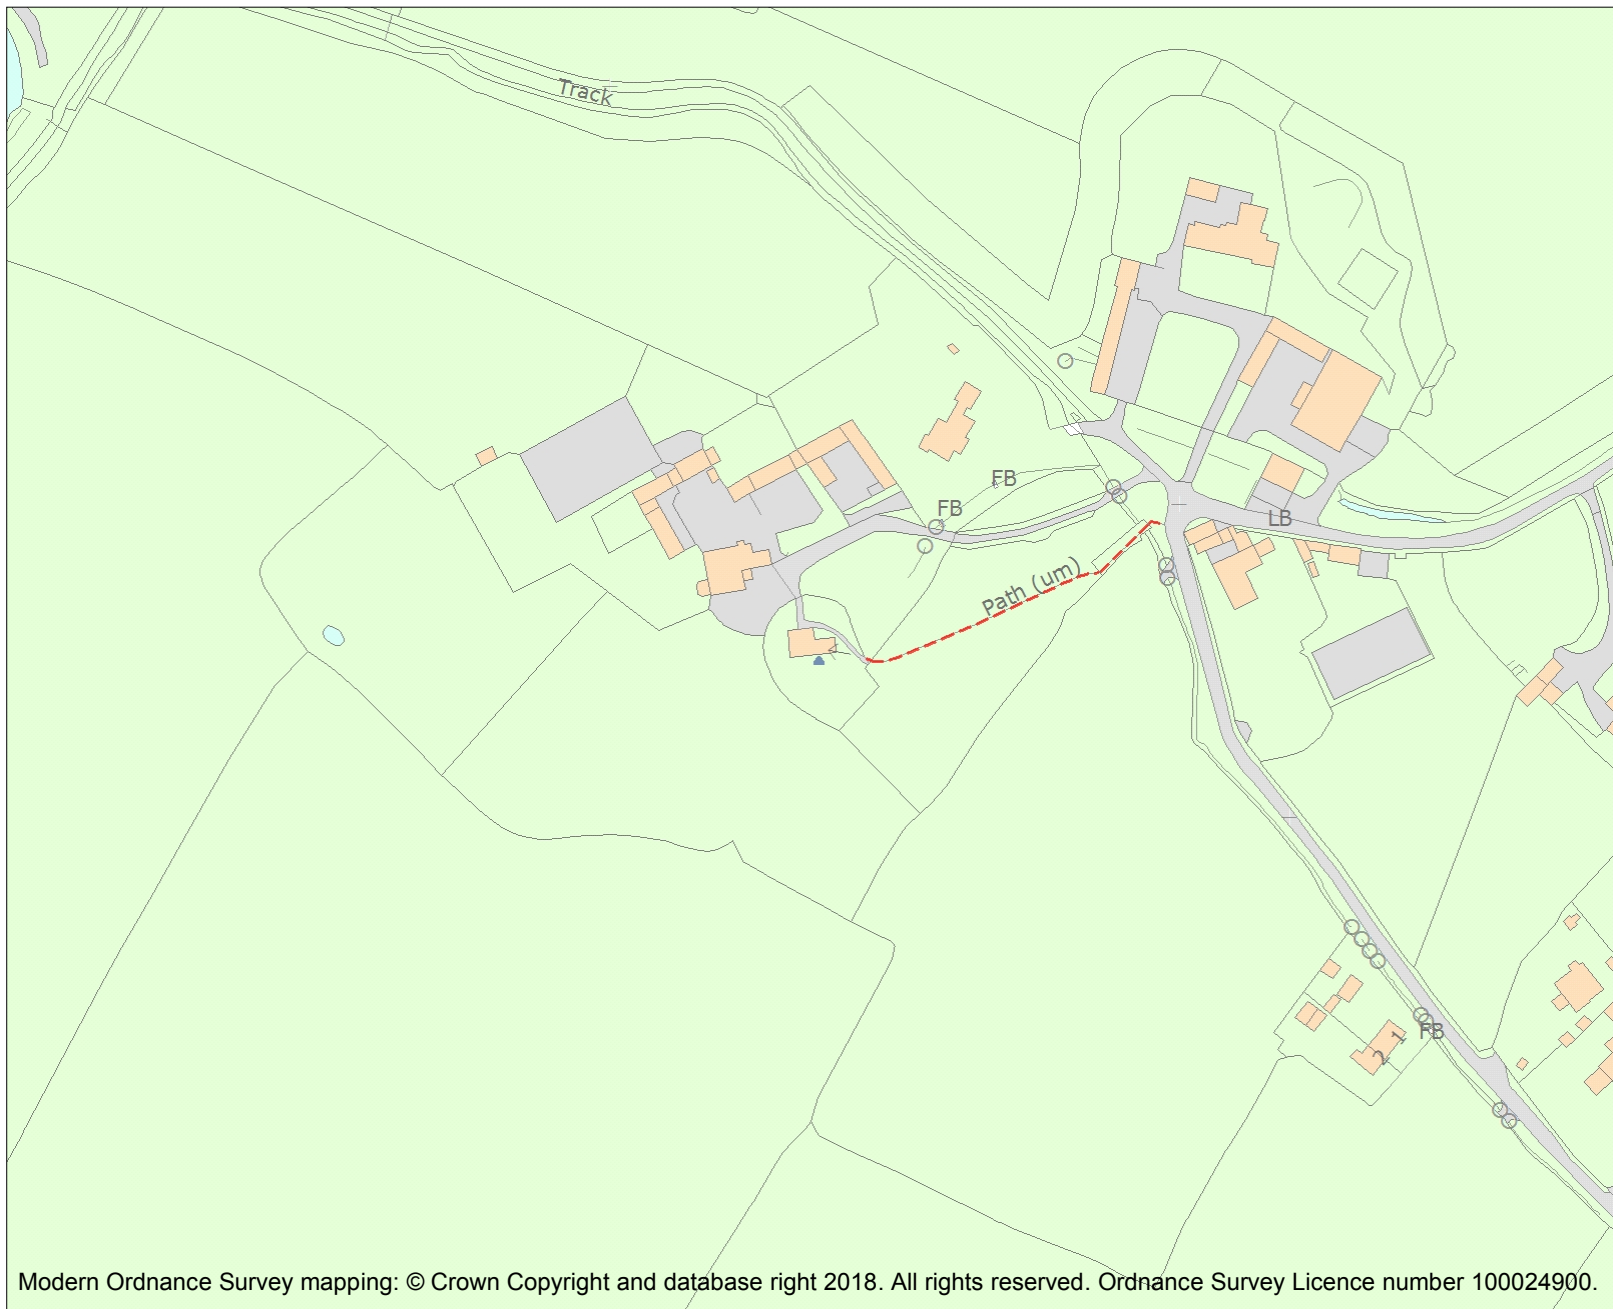 Track
FB
FB
LB
Path (um)
FB
1
2
Modern Ordnance Survey mapping: © Crown Copyright and database right 2018. All rights reserved. Ordnance Survey Licence number 100024900.